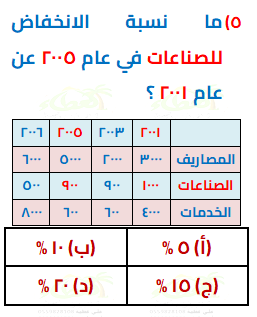 ٥) ما نسبة الانخفاض
للصناعات في عام ٢٠٠٥ عن
عام ٢٠٠١ ؟
٢٠٠١ ٢٠٠٣ ٢٠٠٥ ٢٠٠٦
المصاريف ٣٠٠٠ ٢٠٠٠ ٥٠٠٠ ٦٠٠٠
الصناعات ١٠٠٠ ٩٠٠ ٩٠٠ ٥٠٠
الخدمات ٤٠٠٠ ٦٠٠ ٦٠٠ ٨٠٠٠
(أ) ٥ % (ب) ١٠ %
(ج) ١٥ % (د) ٢٠ %